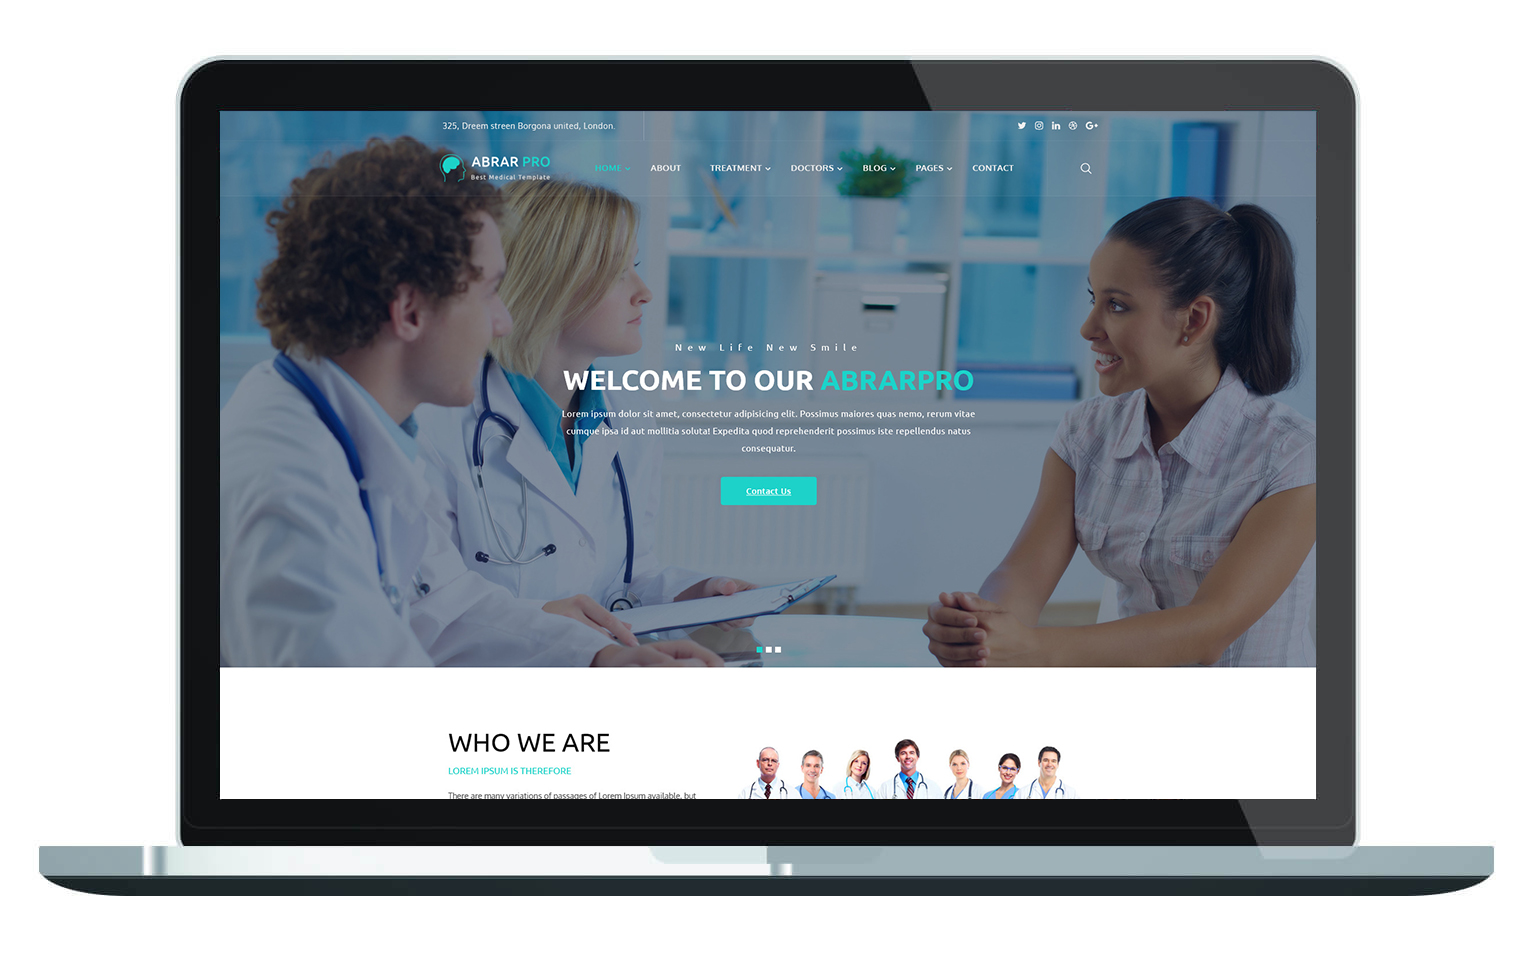 325, Dreem streen Borgona united, London.
ABRAR PRO
Best Medical Template
HOME
ABOUT
TREATMENT
DOCTORS
BLOG
PAGES
CONTACT
New Life New Smile
WELCOME TO OUR ABRARPRO
Lorem ipsum dolor sit amet, consectetur adipisicing elit. Possimus maiores quas nemo, rerum vitae
cumque ipsa id aut mollitia soluta! Expedita quod reprehenderit possimus iste repellendus natus
consequatur.
Contact Us
WHO WE ARE
LOREM IPSUM IS THEREFORE
There are many variations of passages of Lorem Ipsum available, but